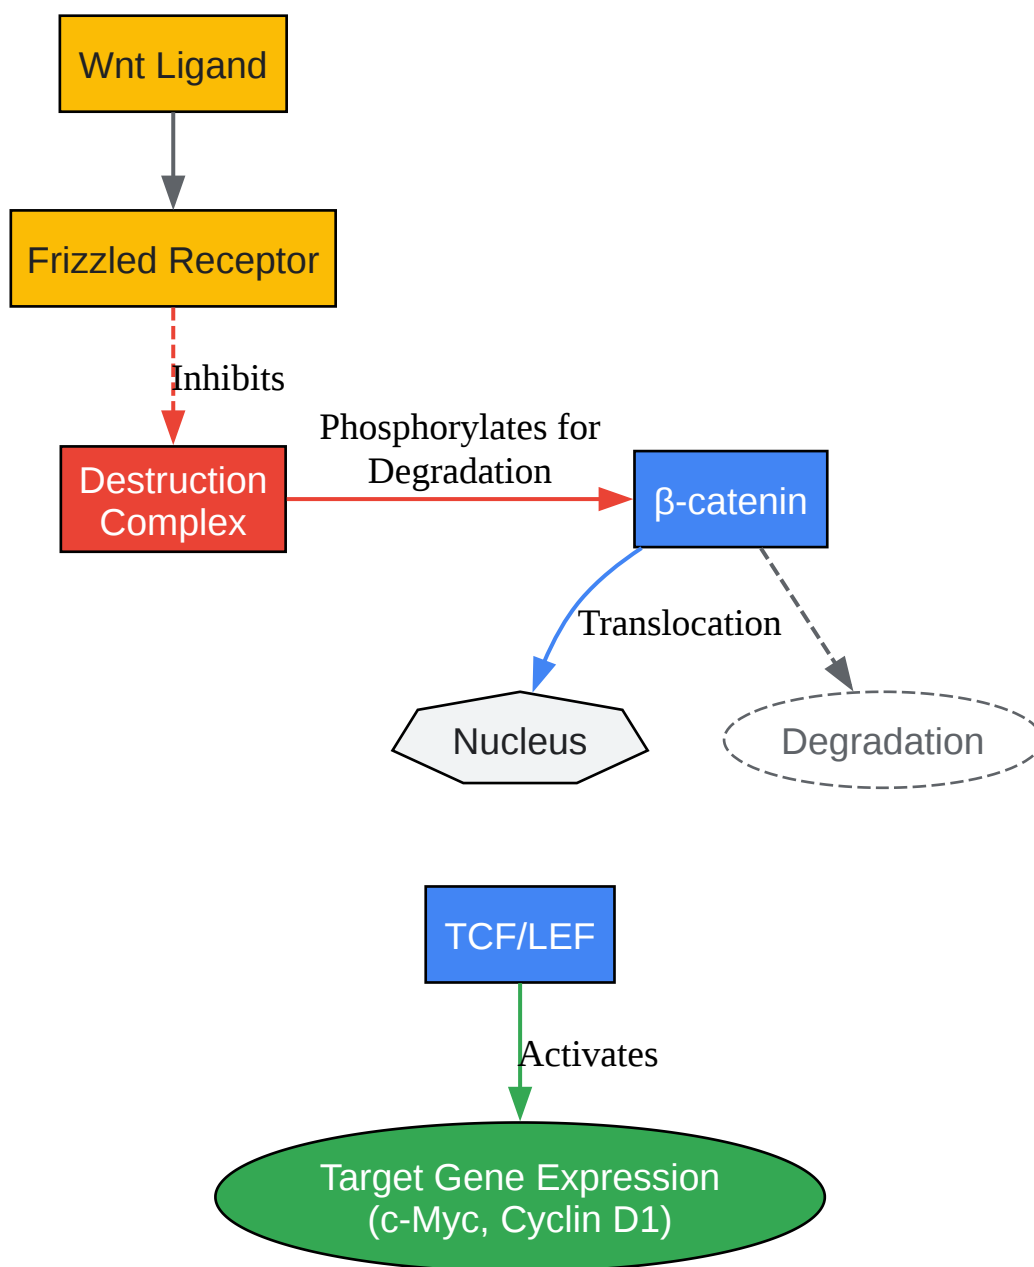 Wnt Ligand
Frizzled Receptor
Inhibits
Phosphorylates for
Degradation
Destruction
Complex
β-catenin
Translocation
Nucleus
Degradation
TCF/LEF
Activates
Target Gene Expression
(c-Myc, Cyclin D1)